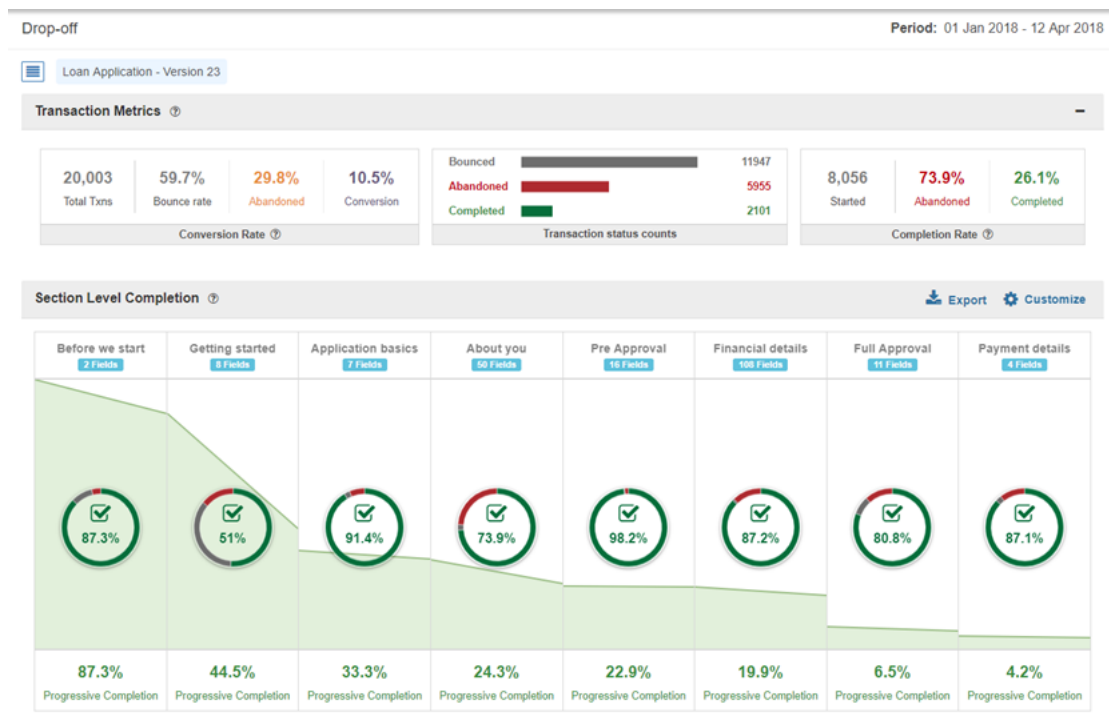 Drop-off
Period: 01 Jan 2018 - 12 Apr 2018
Loan Application - Version 23
Transaction Metrics ?
20,003 59.7% 29.8% 10.5%
Total Txns Bounce rate Abandoned Conversion
Conversion Rate ?
Bounced 11947
Abandoned 5955
Completed 2101
Transaction status counts
8,056 73.9% 26.1%
Started Abandoned Completed
Completion Rate ?
Section Level Completion ?
Export Customize
Before we start Getting started Application basics About you Pre Approval Financial details Full Approval Payment details
2 Fields 8 Fields 7 Fields 50 Fields 16 Fields 108 Fields 11 Fields 4 Fields
87.3% 51% 91.4% 73.9% 98.2% 87.2% 80.8% 87.1%
87.3% 44.5% 33.3% 24.3% 22.9% 19.9% 6.5% 4.2%
Progressive Completion Progressive Completion Progressive Completion Progressive Completion Progressive Completion Progressive Completion Progressive Completion Progressive Completion